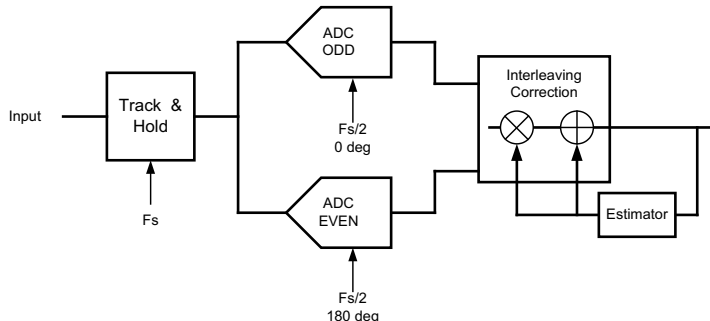 Input
Track & Hold
Fs
ADC
ODD
Fs/2
0 deg
ADC
EVEN
Fs/2
180 deg
Interleaving
Correction
Estimator